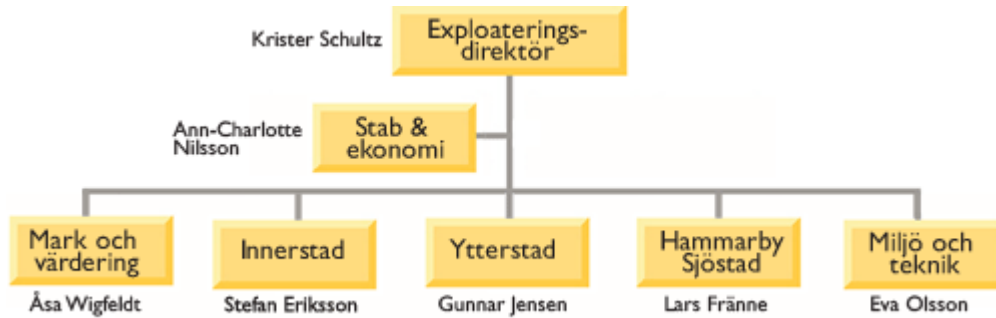 Krister Schultz
Exploaterings-
direktör
Ann-Charlotte
Nilsson
Stab &
ekonomi
Mark och
värdering
Innerstad
Ytterstad
Hammarby
Sjöstad
Miljö och
teknik
Åsa Wigfeldt
Stefan Eriksson
Gunnar Jensen
Lars Fränne
Eva Olsson